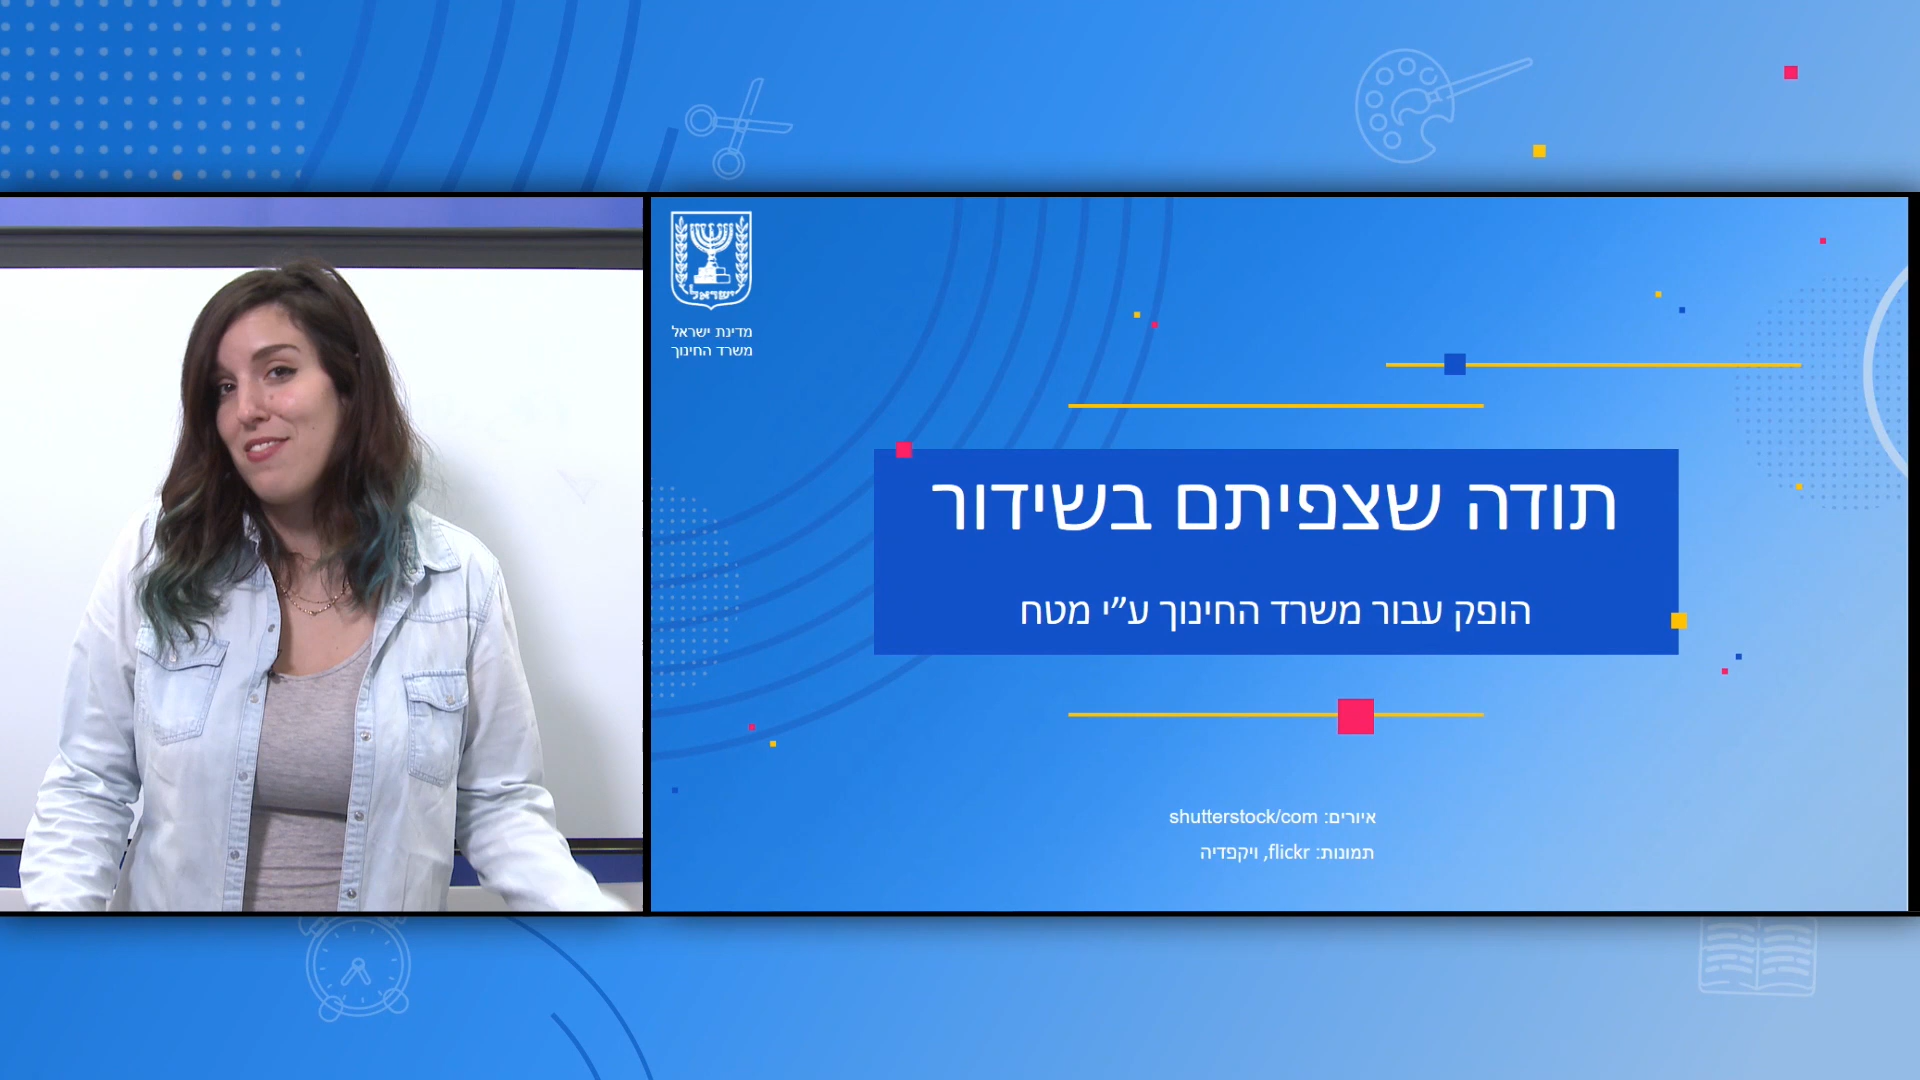 ישראל
מדינת ישראל
משרד החינוך
תודה שצפיתם בשידור
הופק עבור משרד החינוך ע״י מטח
איורים: shutterstock/com
תמונות: flickr, ויקפדיה